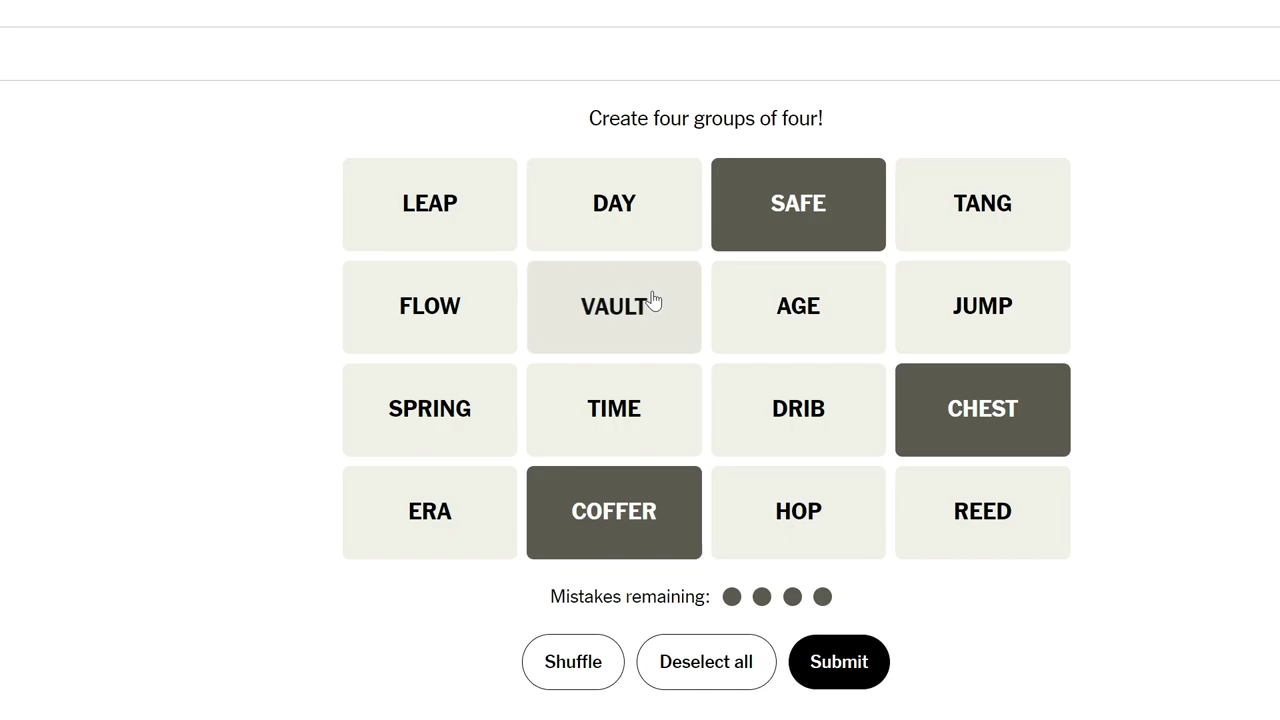 Create four groups of four!
LEAP DAY SAFE TANG
FLOW VAULT AGE JUMP
SPRING TIME DRIB CHEST
ERA COFFER HOP REED
Mistakes remaining:
Shuffle Deselect all Submit